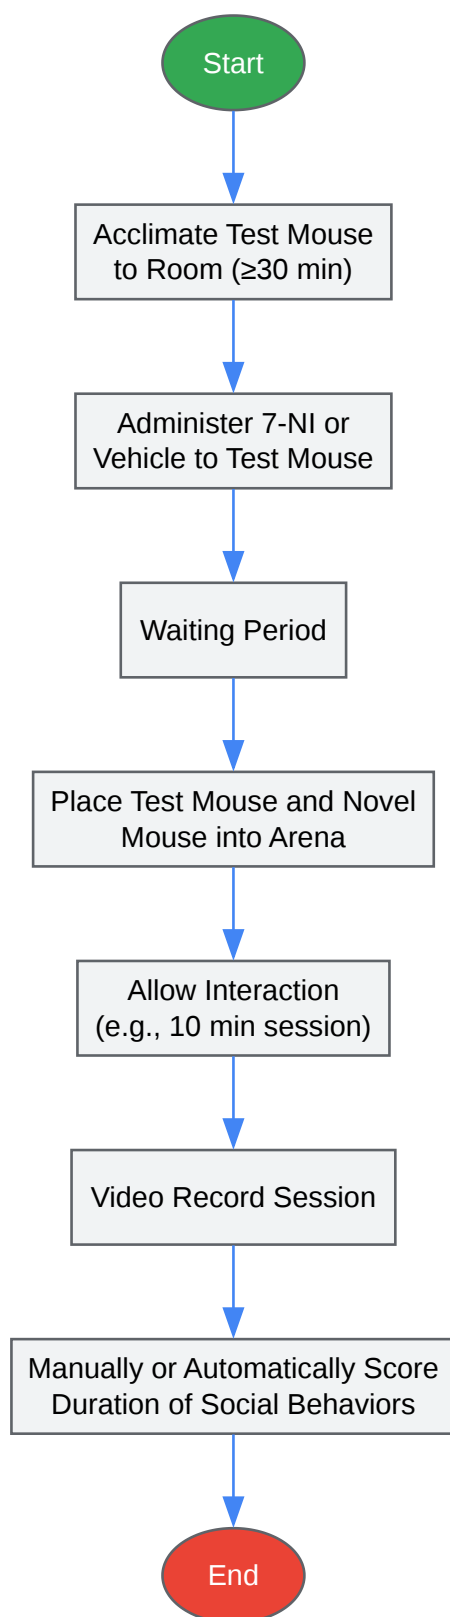 Start
Acclimate Test Mouse
to Room (≥30 min)
Administer 7-NI or
Vehicle to Test Mouse
Waiting Period
Place Test Mouse and Novel
Mouse into Arena
Allow Interaction
(e.g., 10 min session)
Video Record Session
Manually or Automatically Score
Duration of Social Behaviors
End